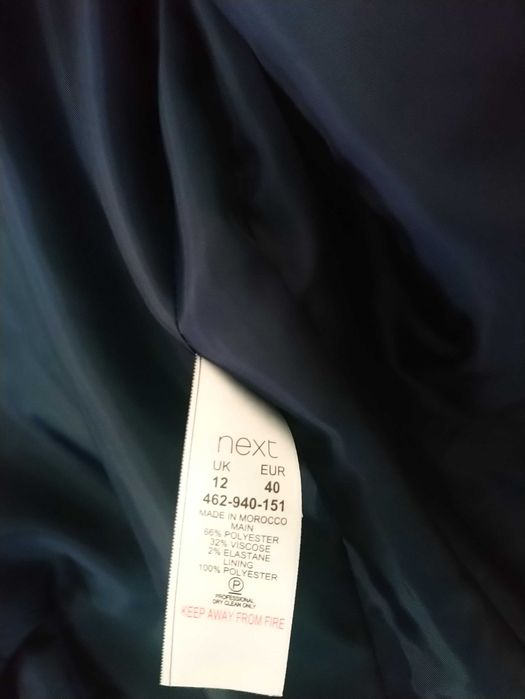 next
UK EUR
12 40
462-940-151
MADE IN MOROCCO
MAIN
66% POLYESTER
32% VISCOSE
2% ELASTANE
LINING
100% POLYESTER
P
PROFESSIONAL
DRY CLEAN ONLY
KEEP AWAY FROM FIRE